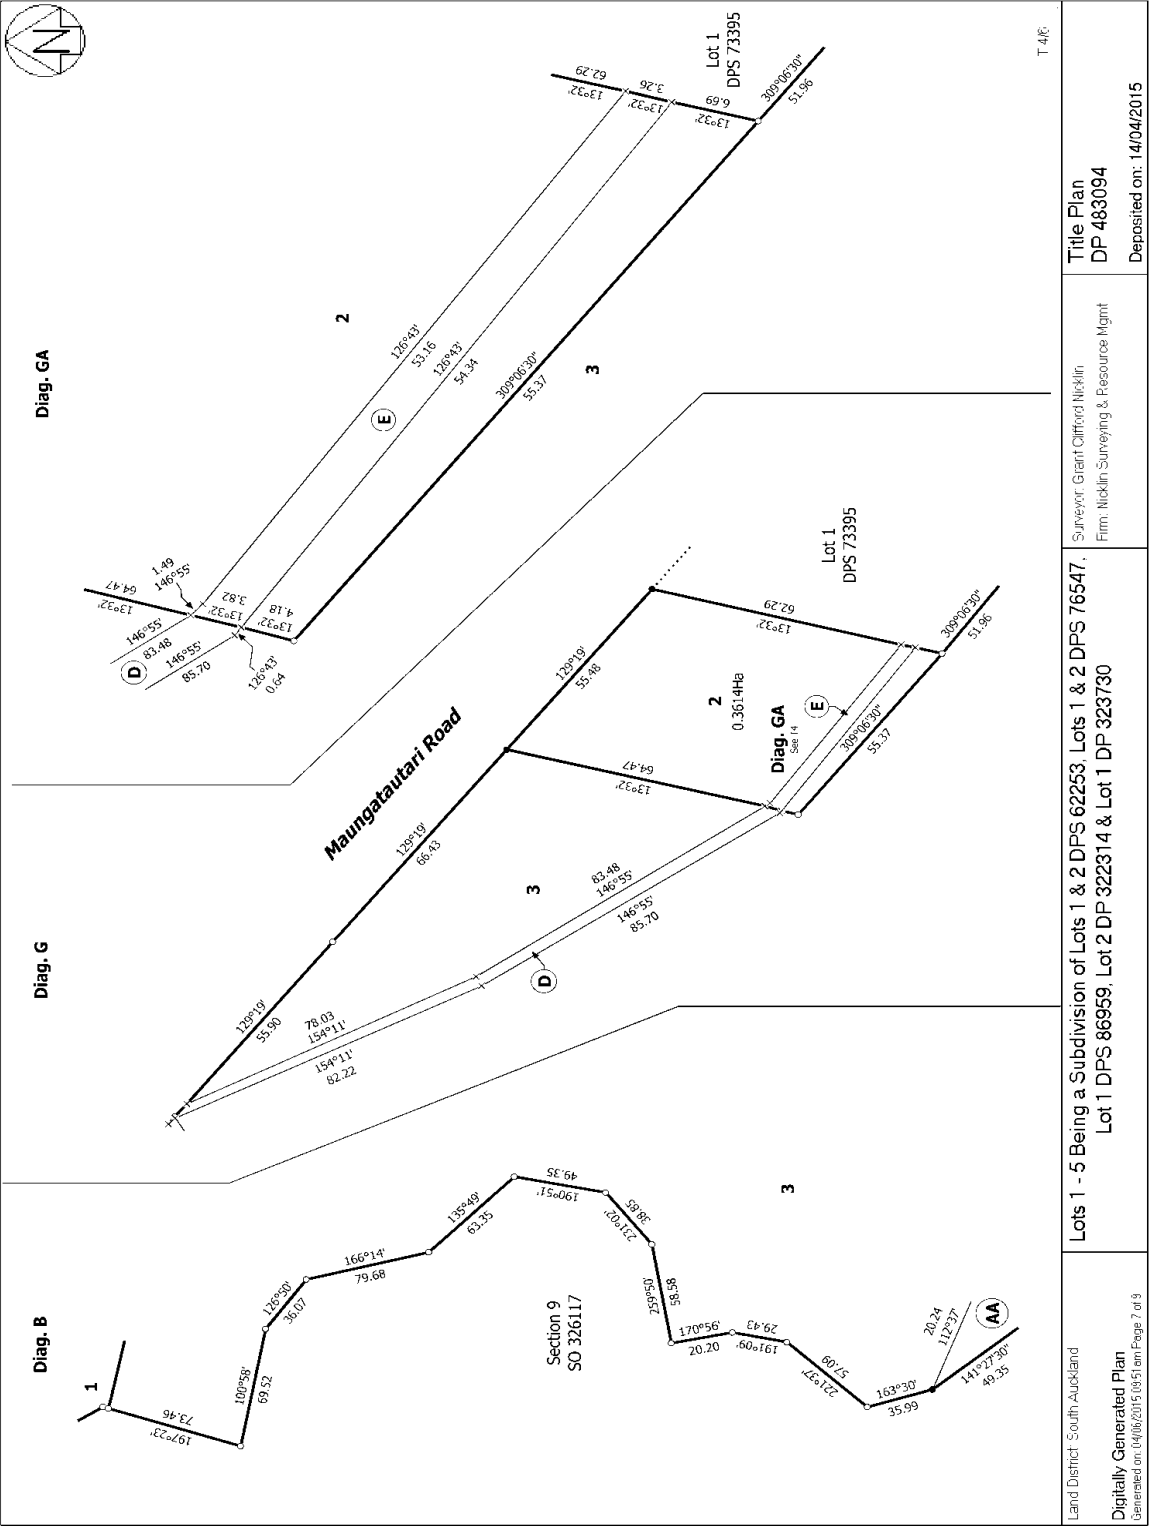 Diag. B
1
197°23'
73.46
100°58'
69.52
126°50'
36.07
166°14'
79.68
135°49'
63.35
190°51'
49.35
231°02'
38.85
259°50'
58.58
170°56'
20.20
191°09'
29.43
221°37'
57.09
163°30'
35.99
20.24
112°37'
141°27'30"
49.35
AA
Section 9
SO 326117
3
Diag. G
129°19'
55.90
78.03
154°11'
154°11'
82.22
129°19'
66.43
Maungatautari Road
3
83.48
146°55'
146°55'
85.70
D
129°19'
55.48
13°32'
64.47
2
0.3614Ha
Diag. GA
See T4
E
13°32'
62.29
309°06'30"
55.37
309°06'30"
51.96
Lot 1
DPS 73395
Diag. GA
N
13°32'
64.47
1.49
146°55'
146°55'
83.48
D
146°55'
85.70
13°32'
3.82
13°32'
4.18
126°43'
0.64
2
126°43'
53.16
126°43'
54.34
E
309°06'30"
55.37
3
13°32'
62.29
13°32'
3.26
13°32'
6.69
Lot 1
DPS 73395
309°06'30"
51.96
T 4/6
Land District: South Auckland
Digitally Generated Plan
Generated on: 04/06/2015 09:51am Page 7 of 9
Lots 1 - 5 Being a Subdivision of Lots 1 & 2 DPS 62253, Lots 1 & 2 DPS 76547,
Lot 1 DPS 86959, Lot 2 DP 322314 & Lot 1 DP 323730
Surveyor: Grant Clifford Nicklin
Firm: Nicklin Surveying & Resource Mgmt
Title Plan
DP 483094
Deposited on: 14/04/2015